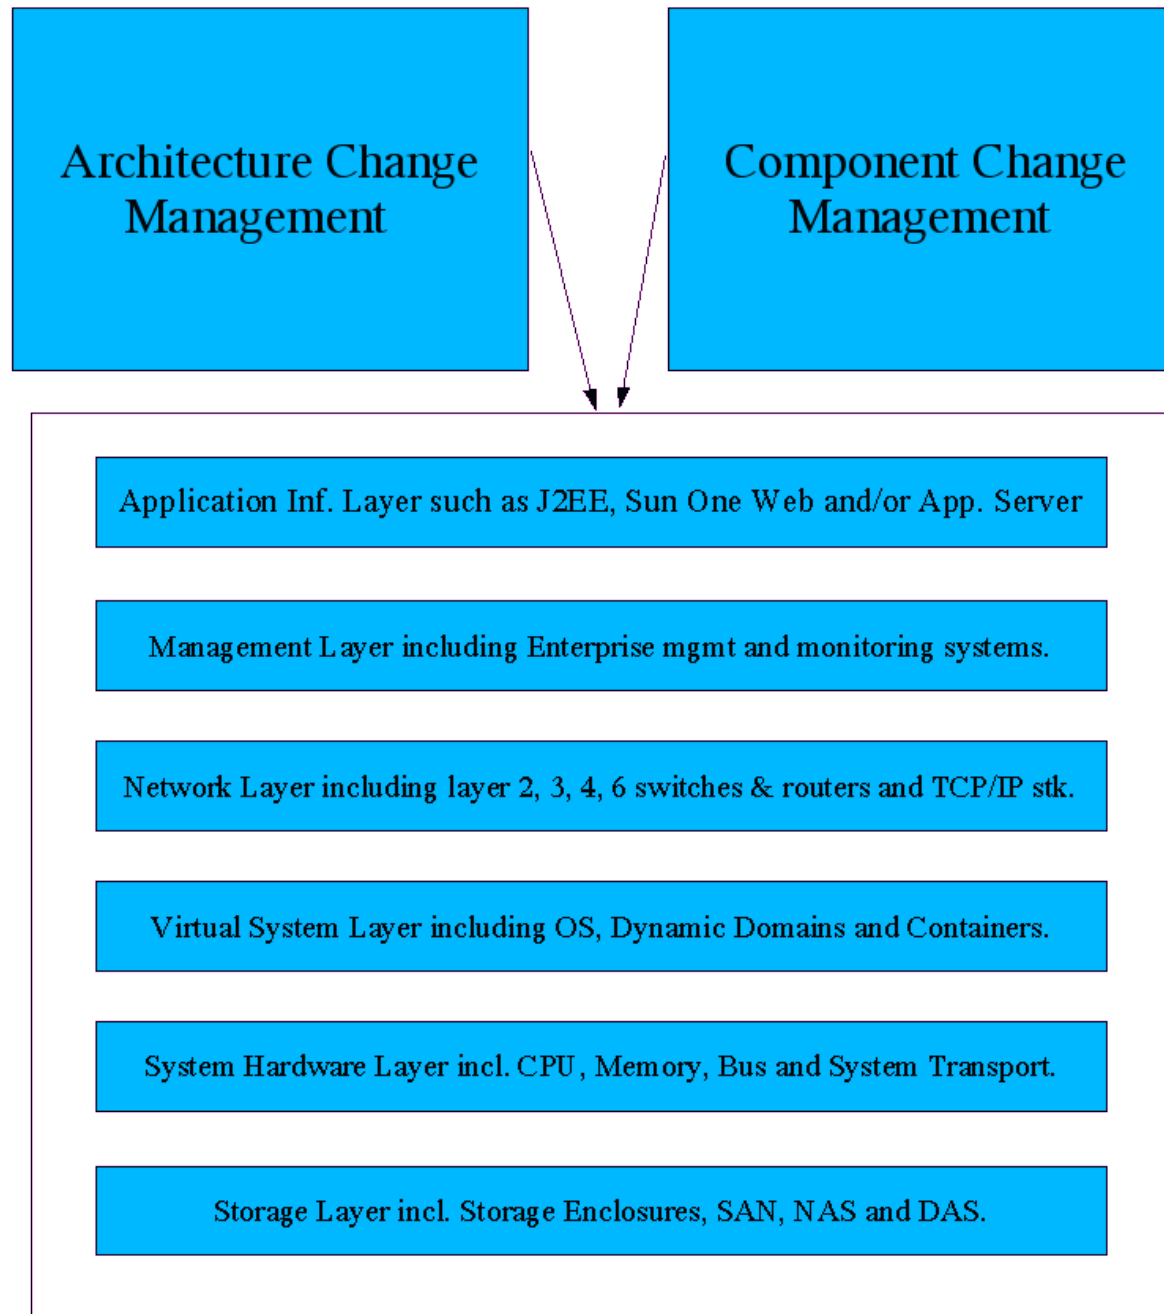 Architecture Change
Management
Component Change
Management
Application Inf. Layer such as J2EE, Sun One Web and/or App. Server
Management Layer including Enterprise mgmt and monitoring systems.
Network Layer including layer 2, 3, 4, 6 switches & routers and TCP/IP stk.
Virtual System Layer including OS, Dynamic Domains and Containers.
System Hardware Layer incl. CPU, Memory, Bus and System Transport.
Storage Layer incl. Storage Enclosures, SAN, NAS and DAS.